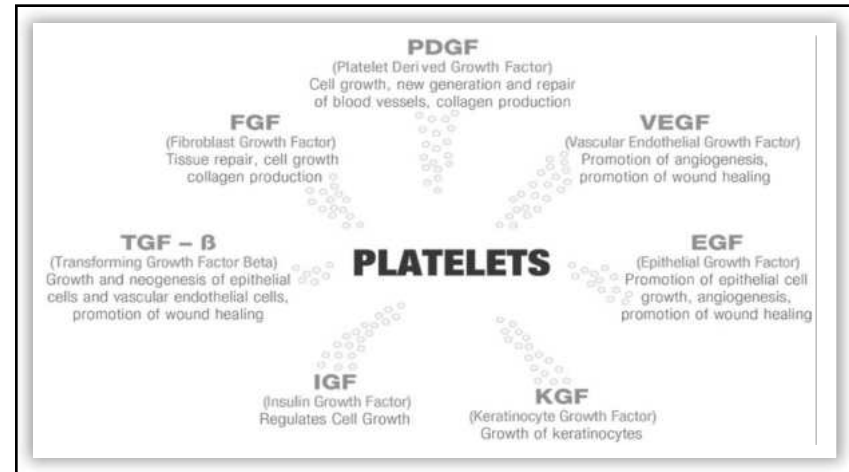 PDGF
(Platelet Derived Growth Factor)
Cell growth, new generation and repair
of blood vessels, collagen production
FGF
(Fibroblast Growth Factor)
Tissue repair, cell growth
collagen production
VEGF
(Vascular Endothelial Growth Factor)
Promotion of angiogenesis,
promotion of wound healing
TGF – ß
(Transforming Growth Factor Beta)
Growth and neogenesis of epithelial
cells and vascular endothelial cells,
promotion of wound healing
PLATELETS
EGF
(Epithelial Growth Factor)
Promotion of epithelial cell
growth, angiogenesis,
promotion of wound healing
IGF
(Insulin Growth Factor)
Regulates Cell Growth
KGF
(Keratinocyte Growth Factor)
Growth of keratinocytes